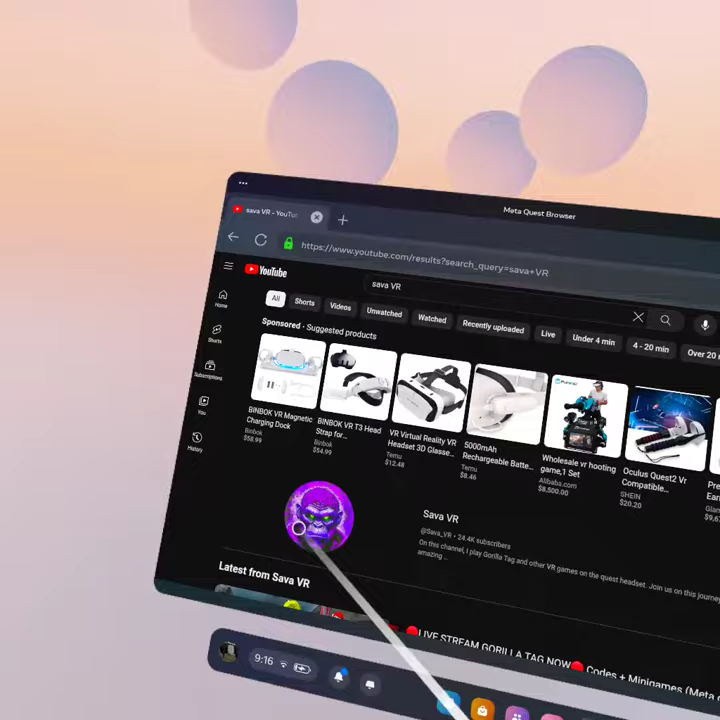 Meta Quest Browser
sava VR - YouTu
https://www.youtube.com/results?search_query=sava+VR
YouTube
sava VR
All
Shorts
Videos
Unwatched
Watched
Recently uploaded
Live
Under 4 min
4 - 20 min
Over 20
Home
Shorts
Subscriptions
You
History
Sponsored · Suggested products
BINBOK VR Magnetic
Charging Dock
Binbok
$58.99
BINBOK VR T3 Head
Strap for...
Binbok
$54.99
VR Virtual Reality VR
Headset 3D Glasse...
Temu
$12.48
5000mAh
Rechargeable Batte...
Temu
$8.46
Wholesale vr hooting
game,1 Set
Alibaba.com
$8,500.00
Oculus Quest2 Vr
Compatible...
SHEIN
$20.20
Sava VR
@Sava_VR • 24.4K subscribers
On this channel, I play Gorilla Tag and other VR games on the quest headset. Join us on this journey
amazing ...
Latest from Sava VR
LIVE STREAM GORILLA TAG NOW
Codes + Minigames (Meta
9:16